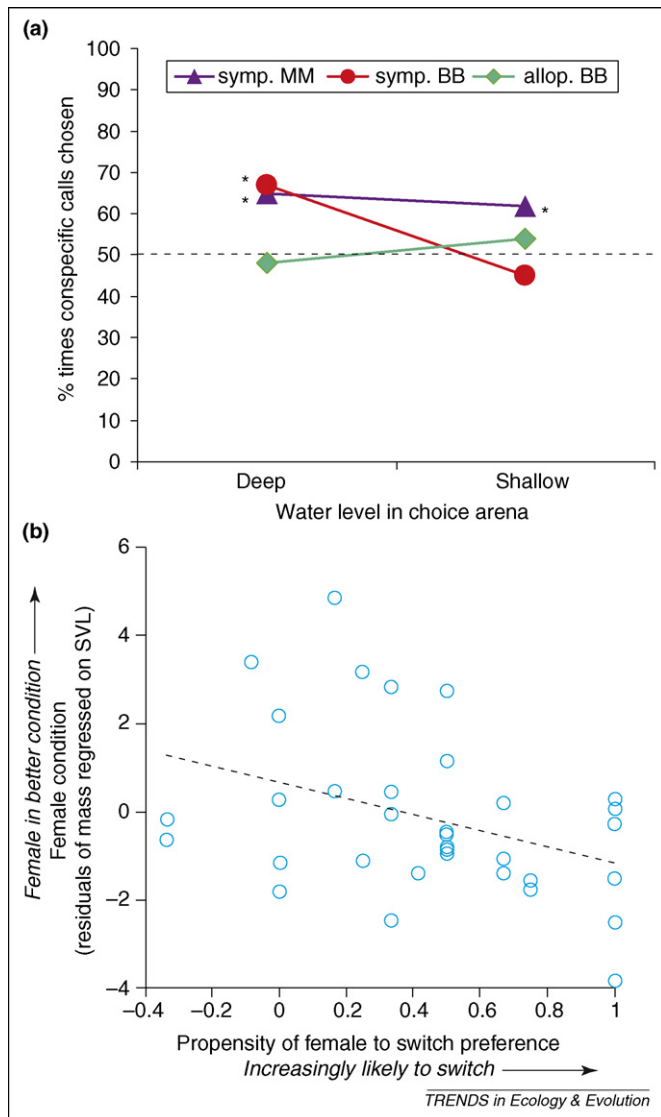 (a)
100
90
80
70
60
50
40
30
20
10
0
% times conspecific calls chosen
symp. MM symp. BB allop. BB
*
*
*
Deep Shallow
Water level in choice arena
(b)
Female in better condition
Female condition
(residuals of mass regressed on SVL)
6
4
2
0
–2
–4
–0.4 –0.2 0 0.2 0.4 0.6 0.8 1
Propensity of female to switch preference
Increasingly likely to switch
TRENDS in Ecology & Evolution